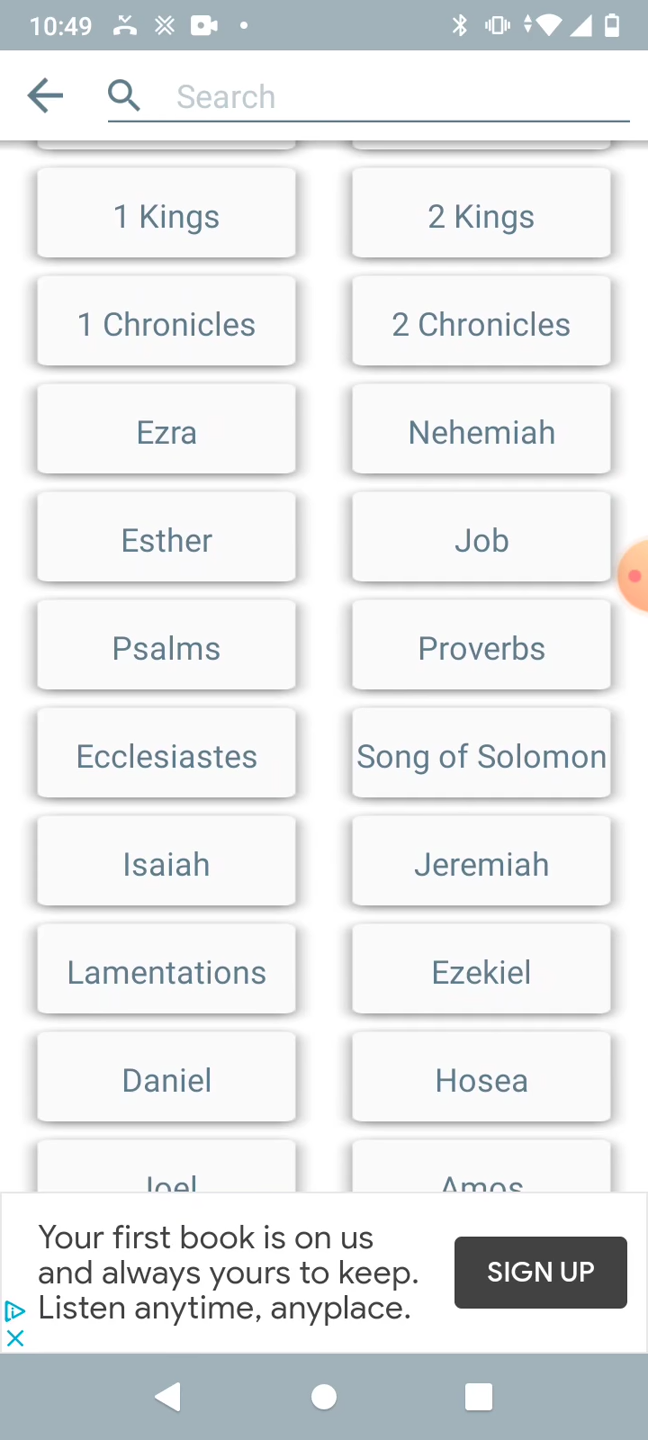 10:49
Search
1 Kings
2 Kings
1 Chronicles
2 Chronicles
Ezra
Nehemiah
Esther
Job
Psalms
Proverbs
Ecclesiastes
Song of Solomon
Isaiah
Jeremiah
Lamentations
Ezekiel
Daniel
Hosea
Joel
Amos
Your first book is on us
and always yours to keep.
Listen anytime, anyplace.
SIGN UP